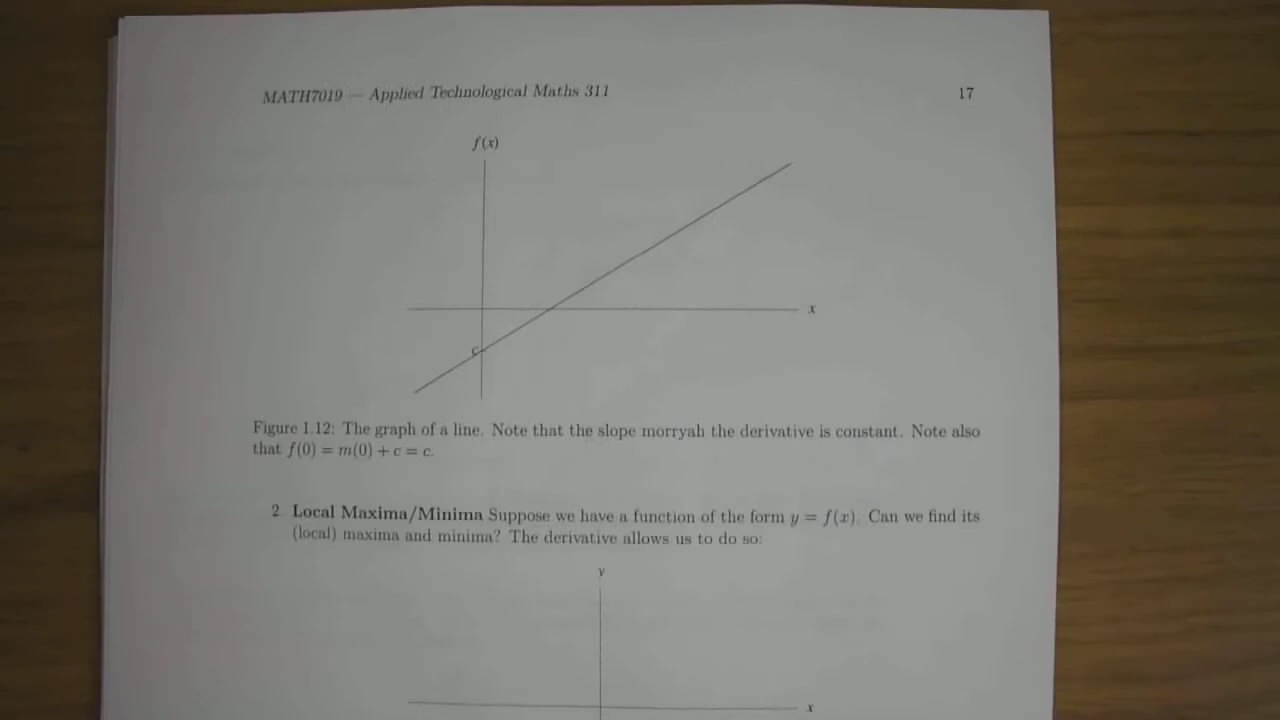 MATH7019 — Applied Technological Maths 311 17
f(x)
x
c
Figure 1.12: The graph of a line. Note that the slope morryah the derivative is constant. Note also
that f(0) = m(0) + c = c.
2. Local Maxima/Minima Suppose we have a function of the form y = f(x). Can we find its
(local) maxima and minima? The derivative allows us to do so:
y
x